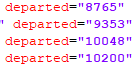 departed="8765"
" departed="9353"
departed="10048"
departed="10200"